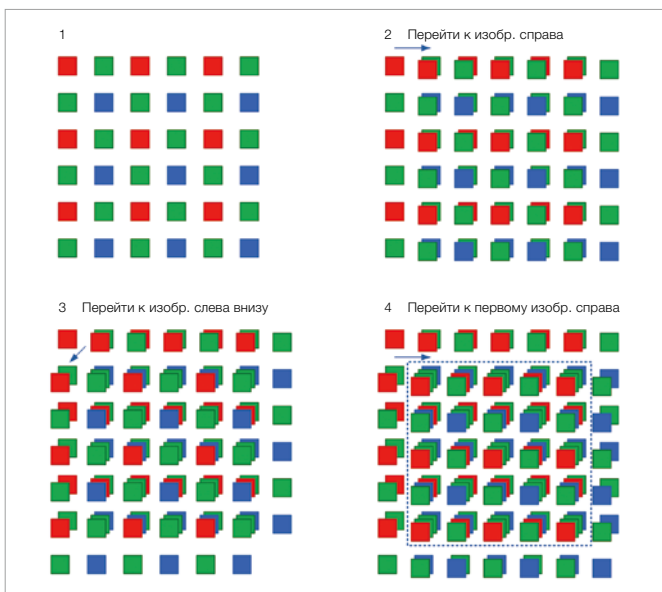 1
2 Перейти к изобр. справа
3 Перейти к изобр. слева внизу
4 Перейти к первому изобр. справа